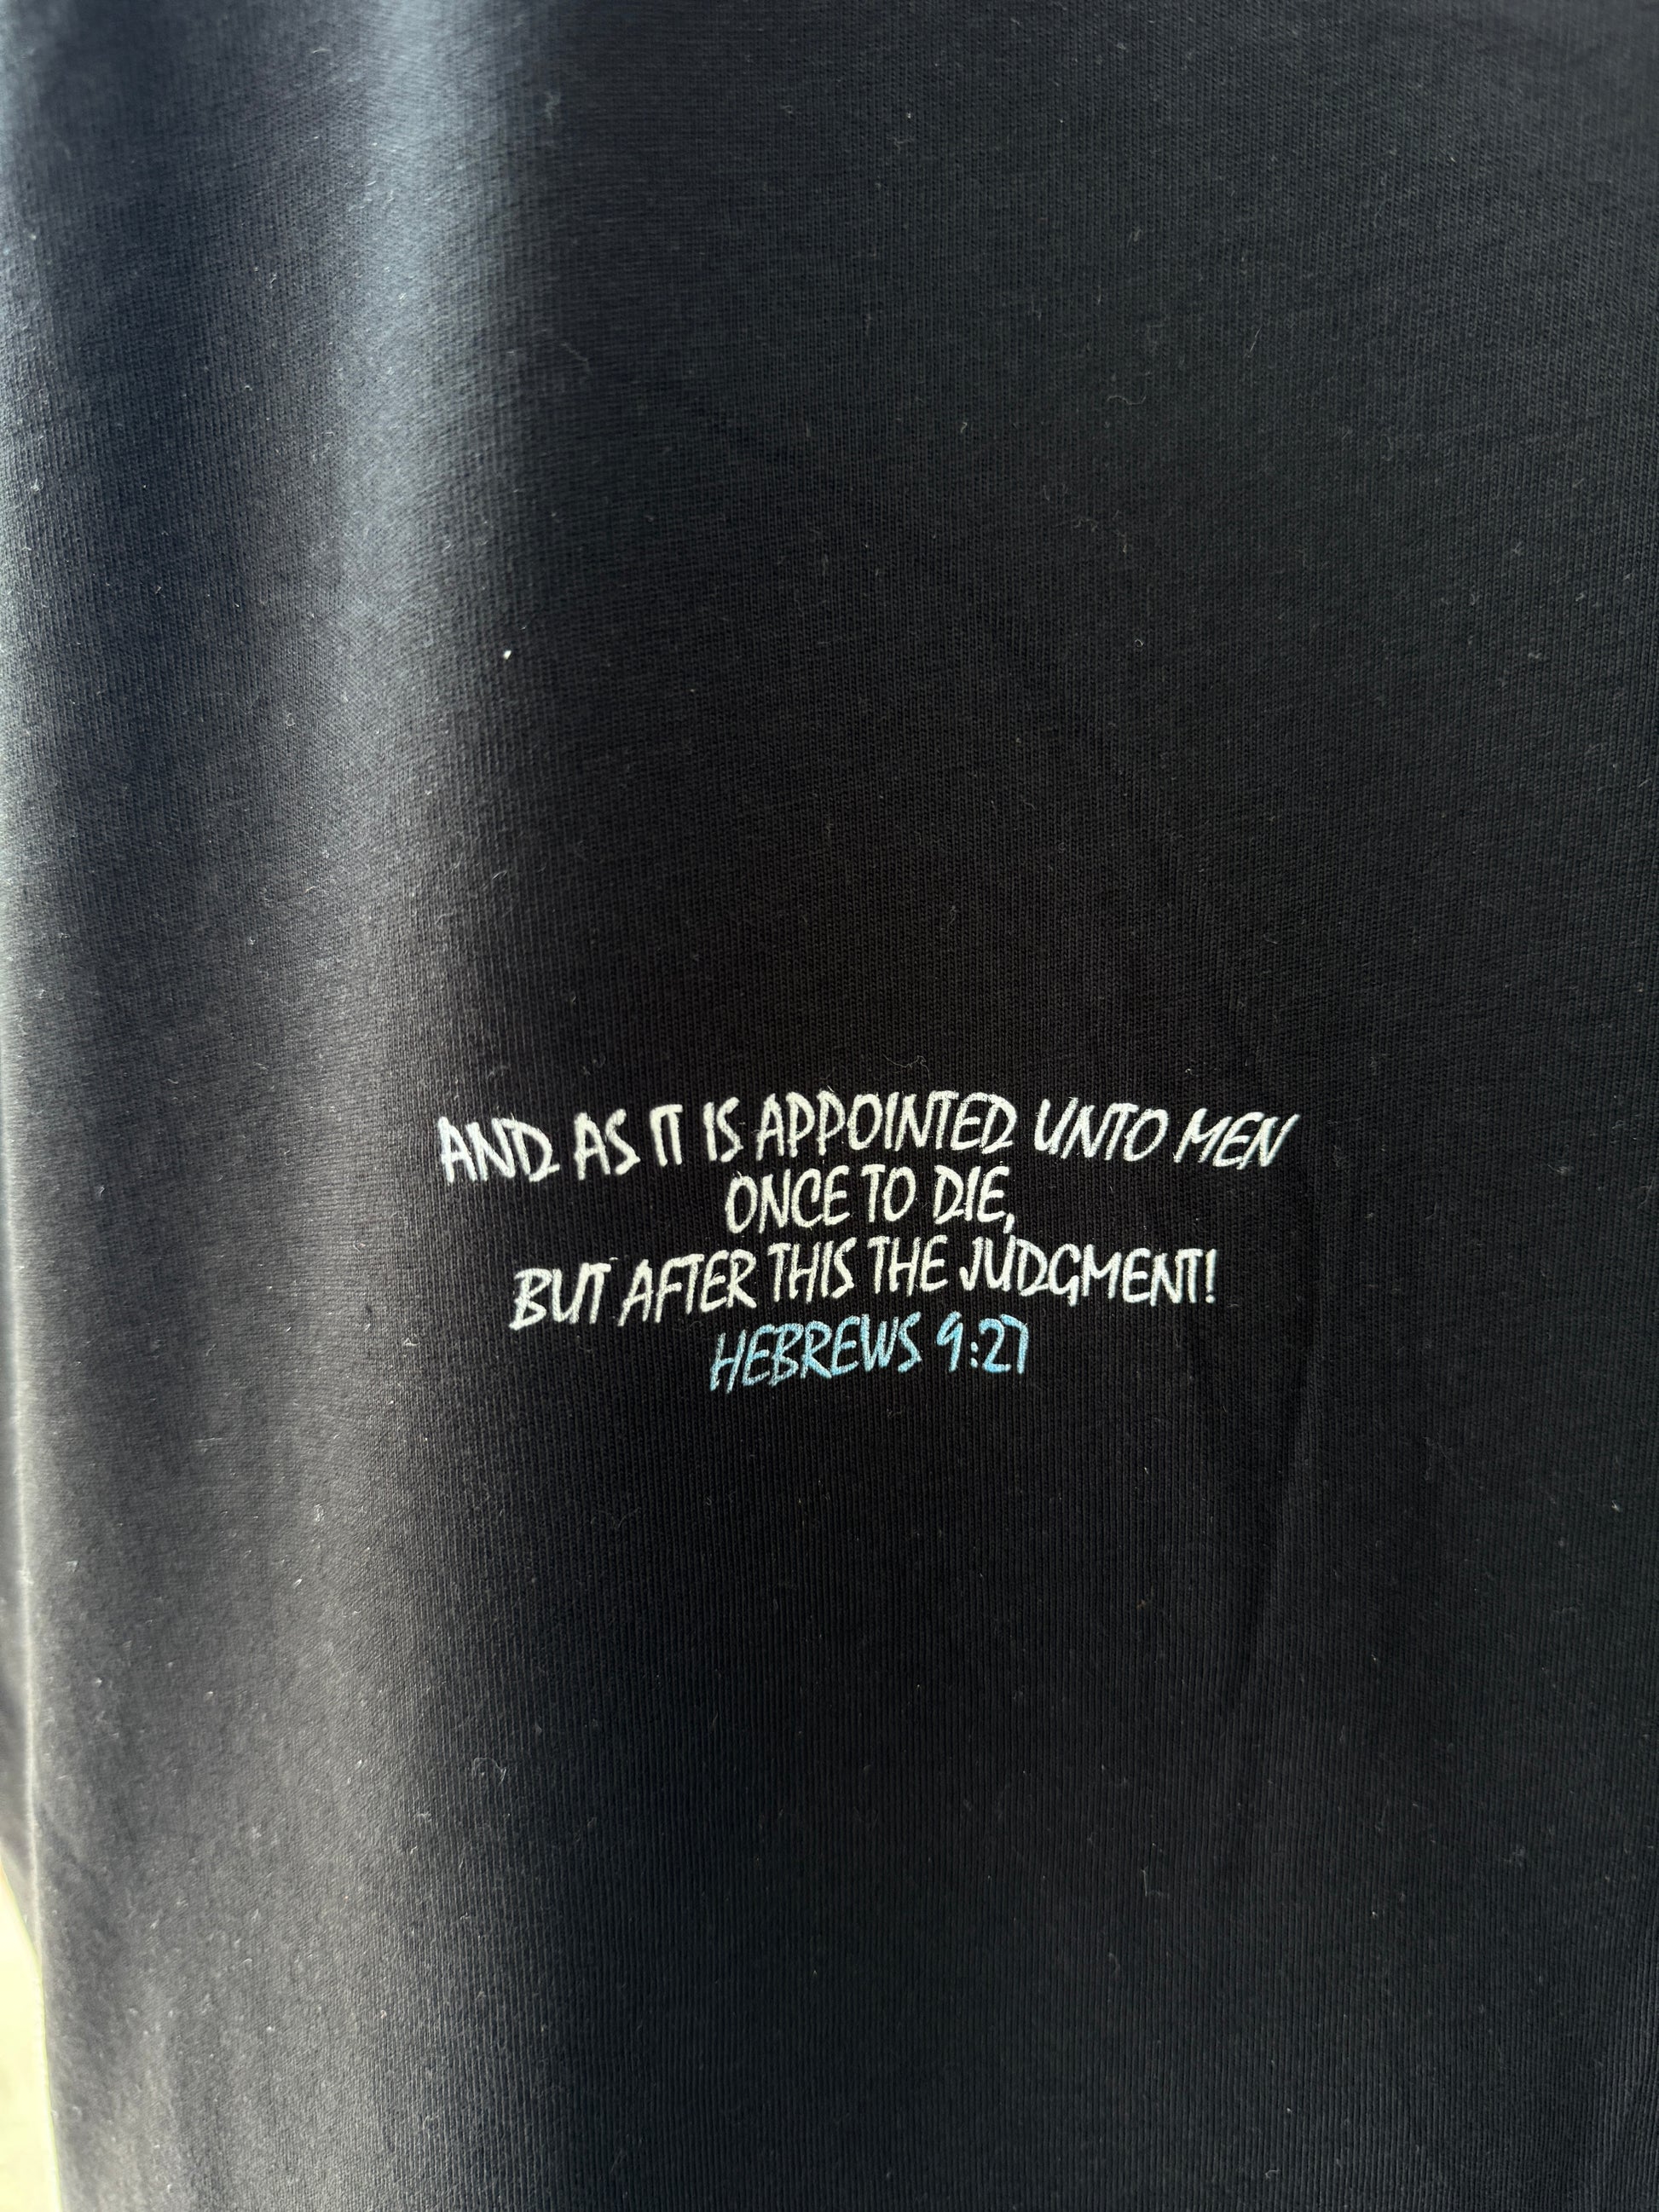 AND AS IT IS APPOINTED UNTO MEN
ONCE TO DIE,
BUT AFTER THIS THE JUDGMENT!
HEBREWS 9:27